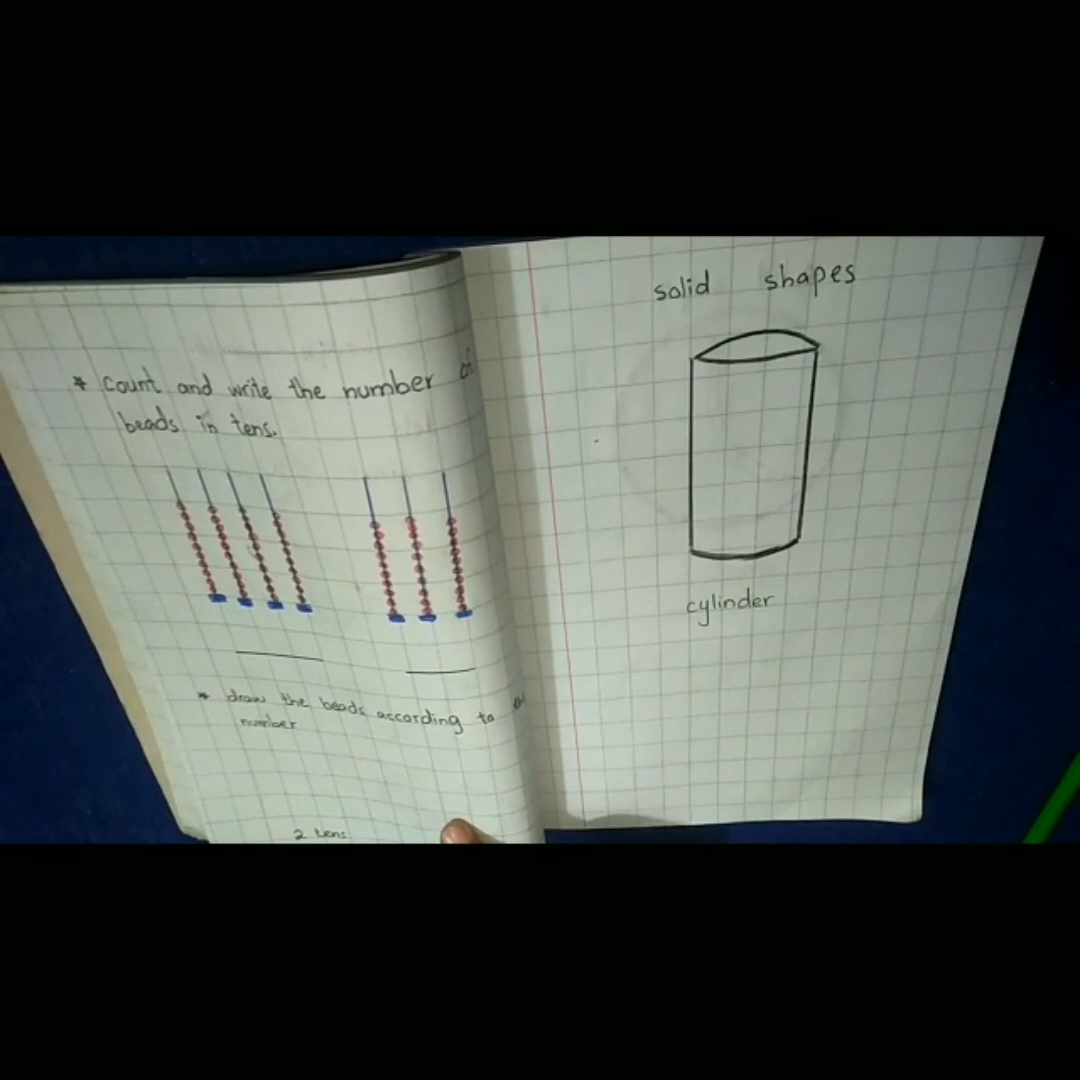 * Count and write the number of
beads in tens.
* draw the beads according to
number
2 tens
solid shapes
cylinder